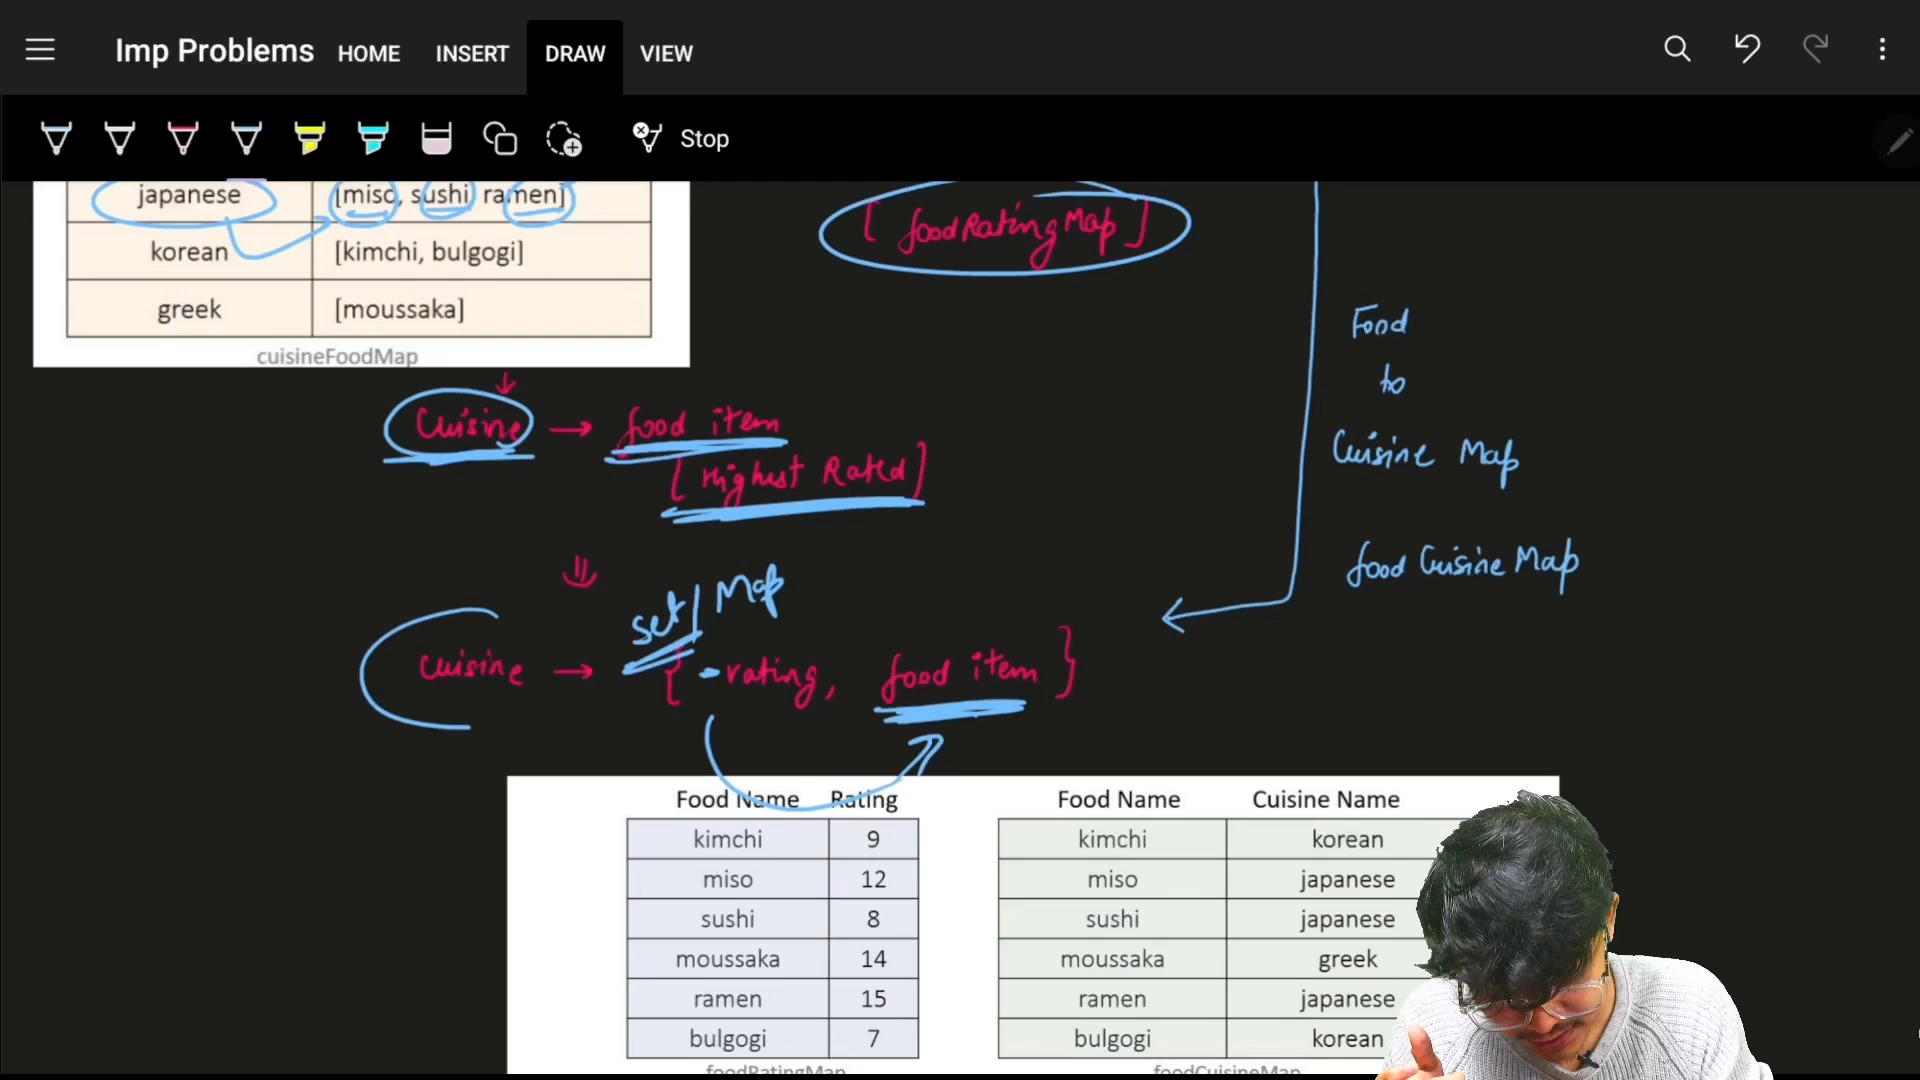 Imp Problems HOME INSERT DRAW VIEW
Stop
japanese [miso, sushi ramen]
korean [kimchi, bulgogi]
greek [moussaka]
cuisineFoodMap
[foodRatingMap]
Food
to
Cuisine Map
foodCuisineMap
Cuisine → food item
[Highest Rated]
set/Map
cuisine → { -rating, food item }
Food Name Rating
kimchi 9
miso 12
sushi 8
moussaka 14
ramen 15
bulgogi 7
foodRatingMap
Food Name Cuisine Name
kimchi korean
miso japanese
sushi japanese
moussaka greek
ramen japanese
bulgogi korean
foodCuisineMap